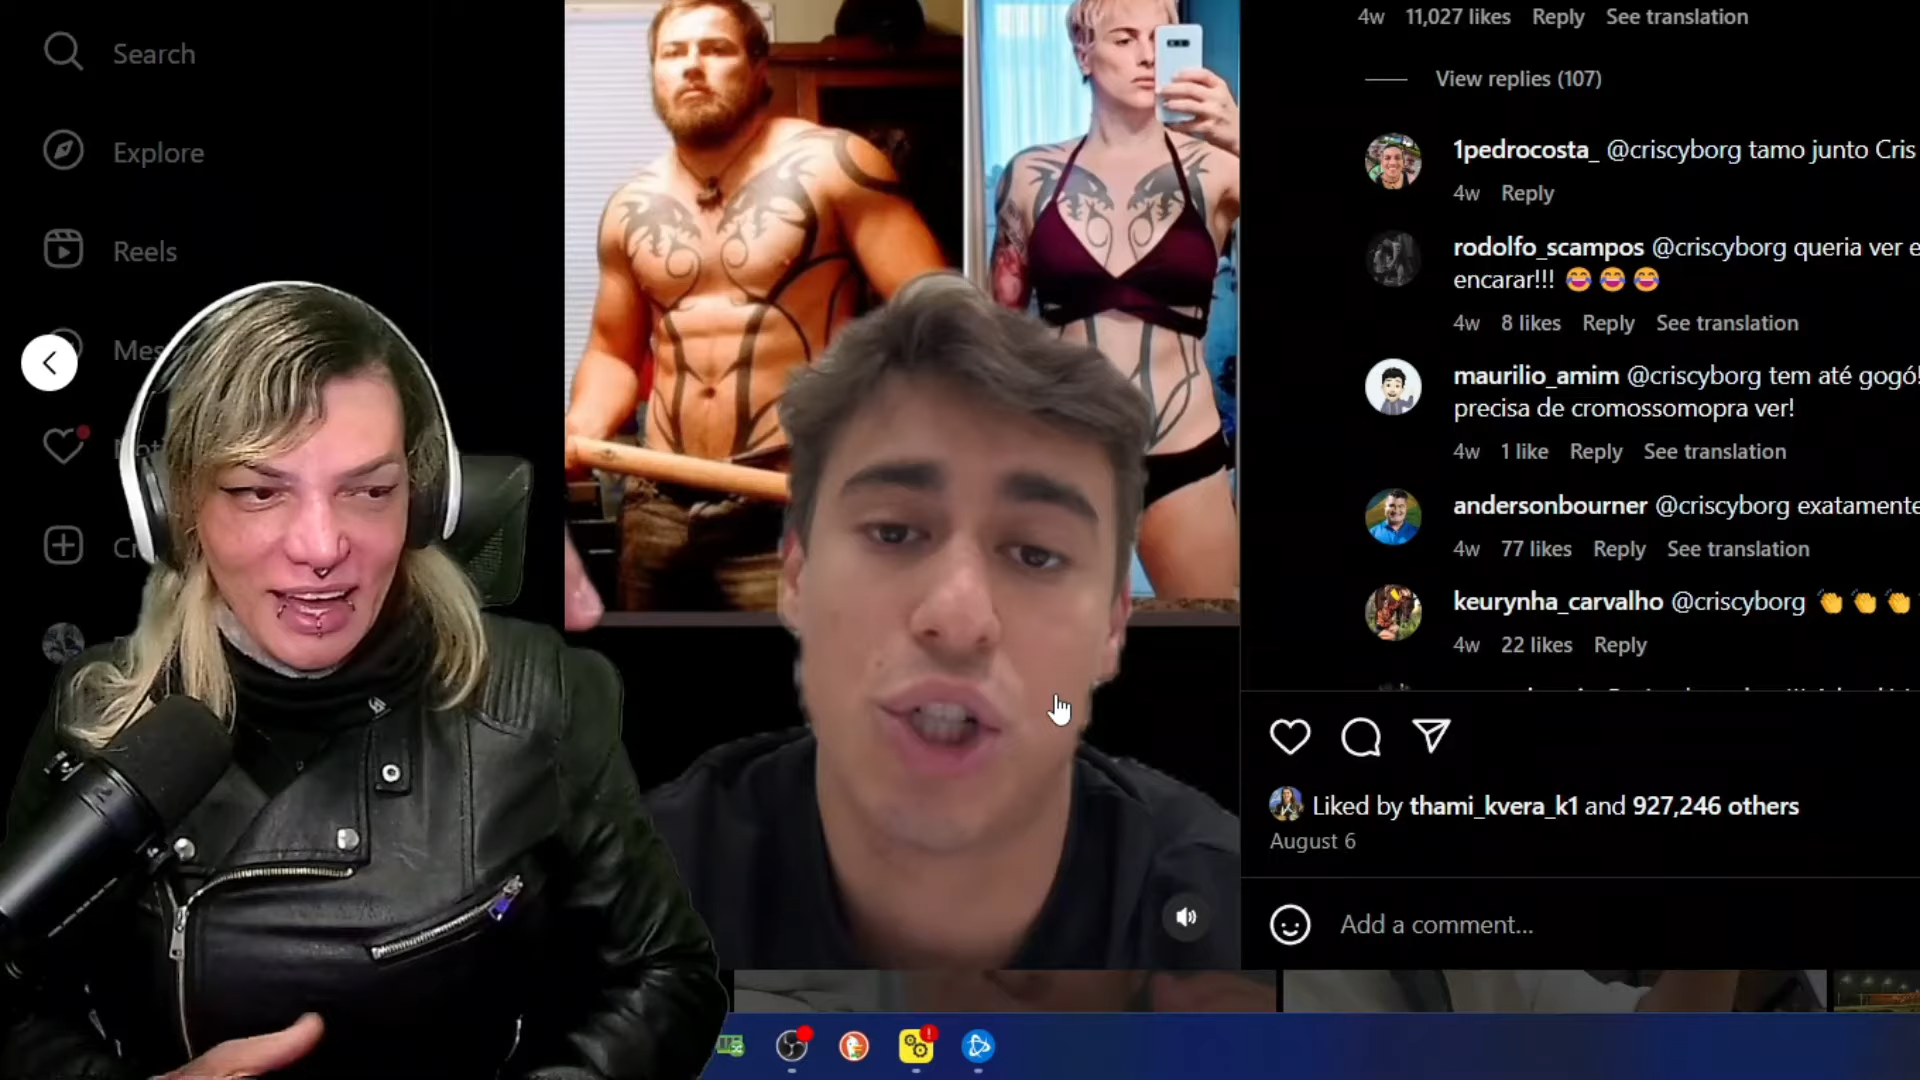 Search
Explore
Reels
Mes
Not
Cr
4w 11,027 likes Reply See translation
View replies (107)
1pedrocosta_ @criscyborg tamo junto Cris
4w Reply
rodolfo_scampos @criscyborg queria ver e
encarar!!! 😂 😂 😂
4w 8 likes Reply See translation
maurilio_amim @criscyborg tem até gogó!
precisa de cromossomopra ver!
4w 1 like Reply See translation
andersonbourner @criscyborg exatamente
4w 77 likes Reply See translation
keurynha_carvalho @criscyborg 👏 👏 👏
4w 22 likes Reply
Liked by thami_kvera_k1 and 927,246 others
August 6
Add a comment...